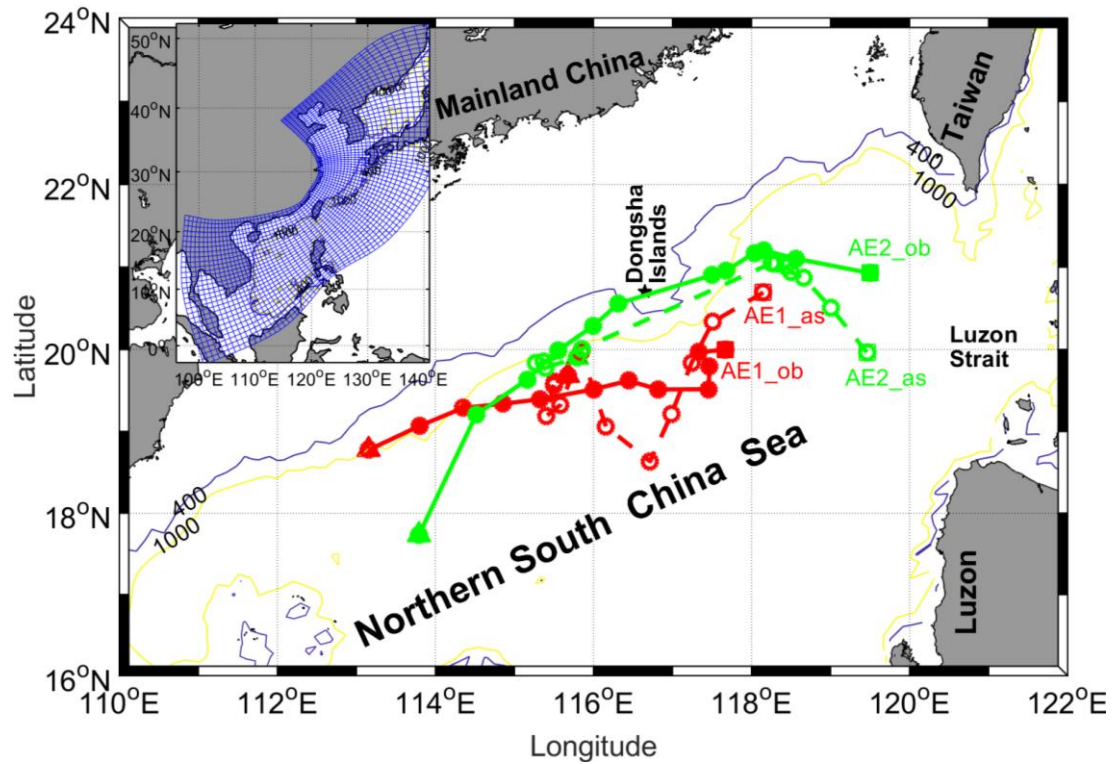 24°N
22°N
20°N
18°N
16°N
110°E
112°E
114°E
116°E
118°E
120°E
122°E
Latitude
Longitude
50°N
40°N
30°N
20°N
10°N
0°N
100°E
110°E
120°E
130°E
140°E
1000
Mainland China
Taiwan
400
1000
Dongsha
Islands
AE2_ob
AE1_as
AE1_ob
AE2_as
Luzon
Strait
400
1000
Northern South China Sea
Luzon